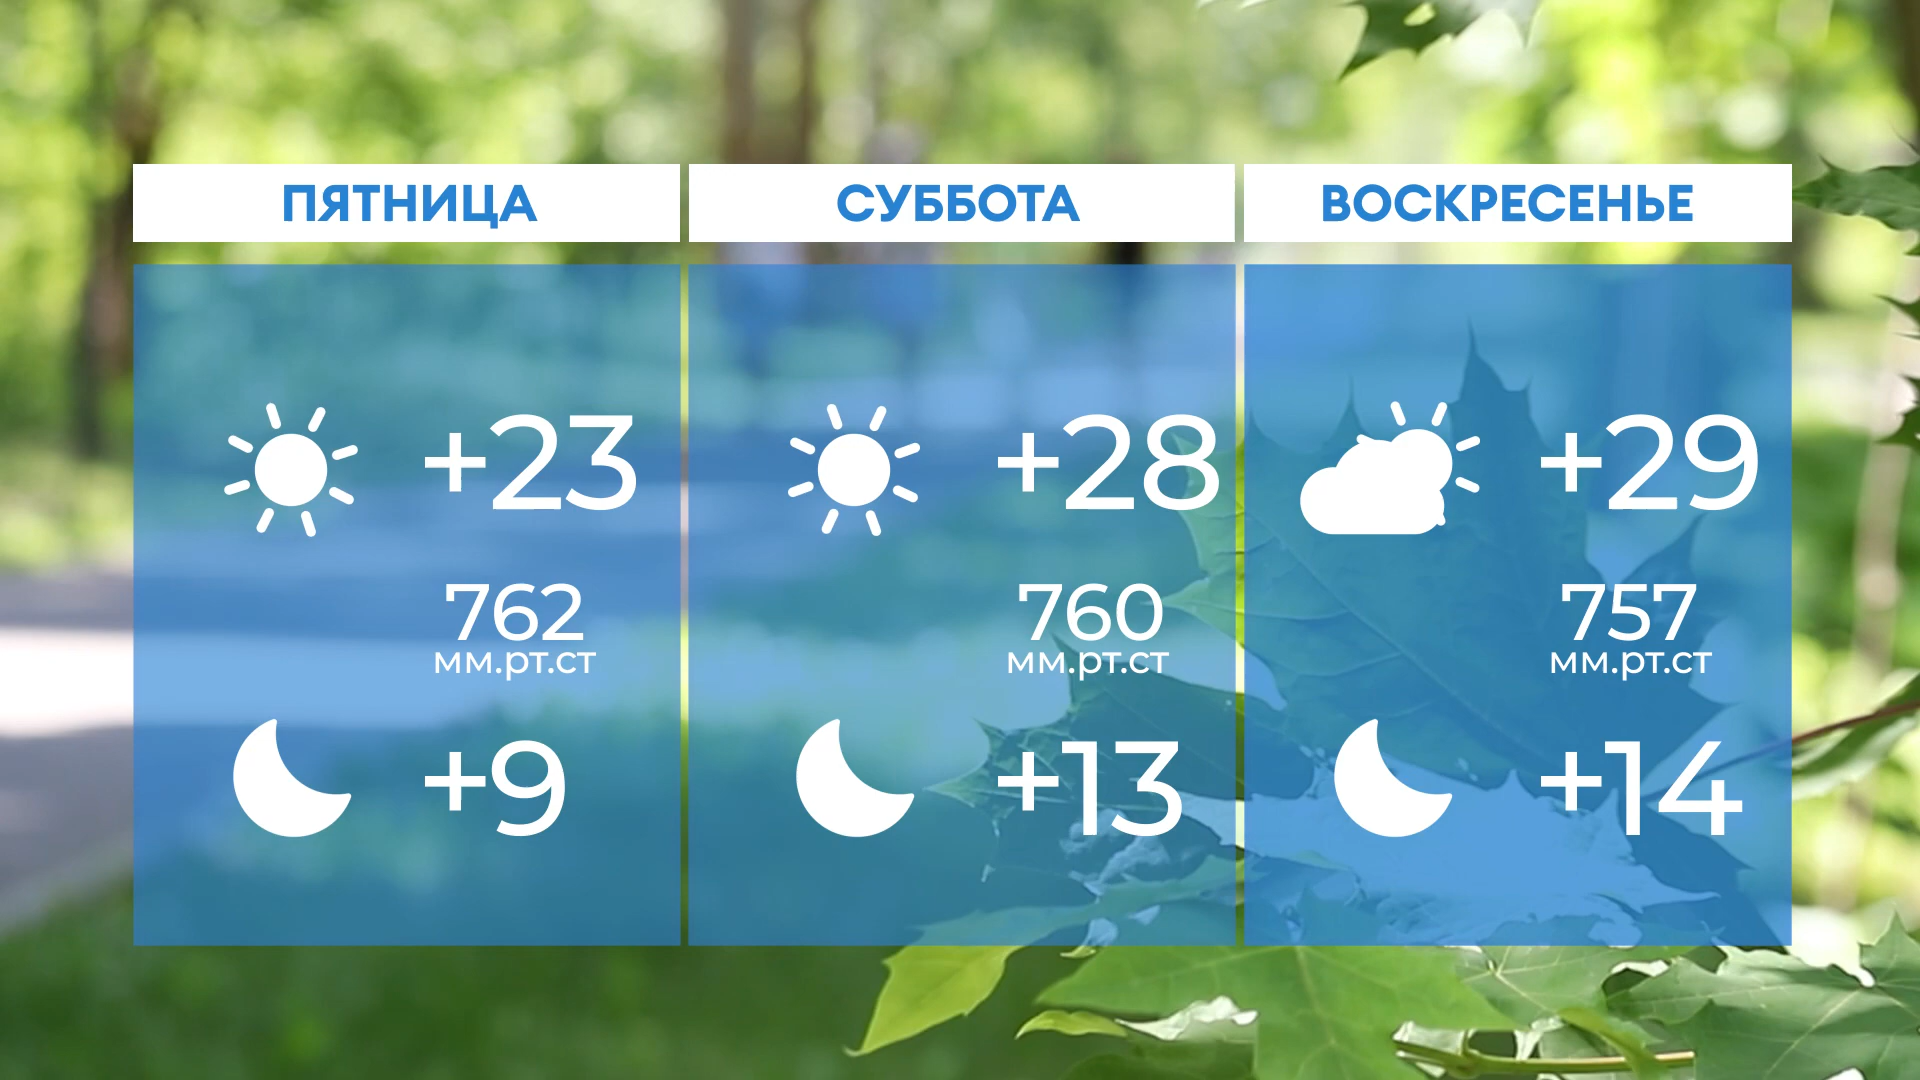 ПЯТНИЦА
+23
762
мм.рт.ст
+9
СУББОТА
+28
760
мм.рт.ст
+13
ВОСКРЕСЕНЬЕ
+29
757
мм.рт.ст
+14